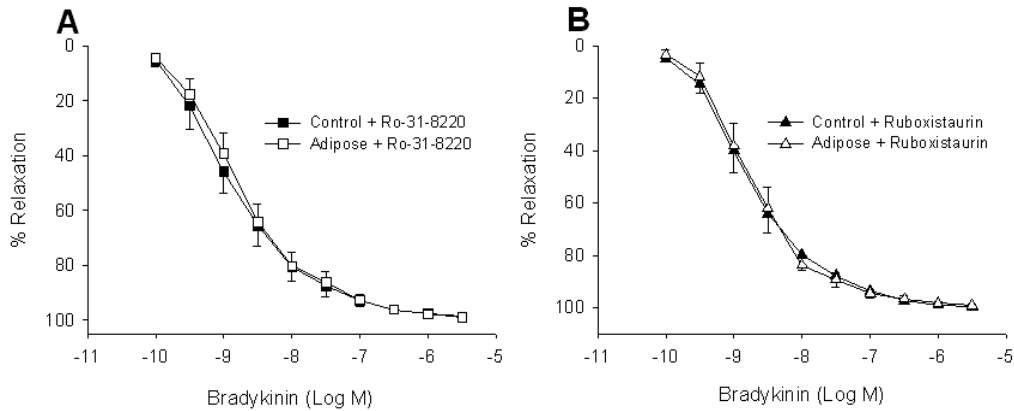 A
0
20
40
60
80
100
% Relaxation
Control + Ro-31-8220
Adipose + Ro-31-8220
-11 -10 -9 -8 -7 -6 -5
Bradykinin (Log M)
B
0
20
40
60
80
100
% Relaxation
Control + Ruboxistaurin
Adipose + Ruboxistaurin
-11 -10 -9 -8 -7 -6 -5
Bradykinin (Log M)